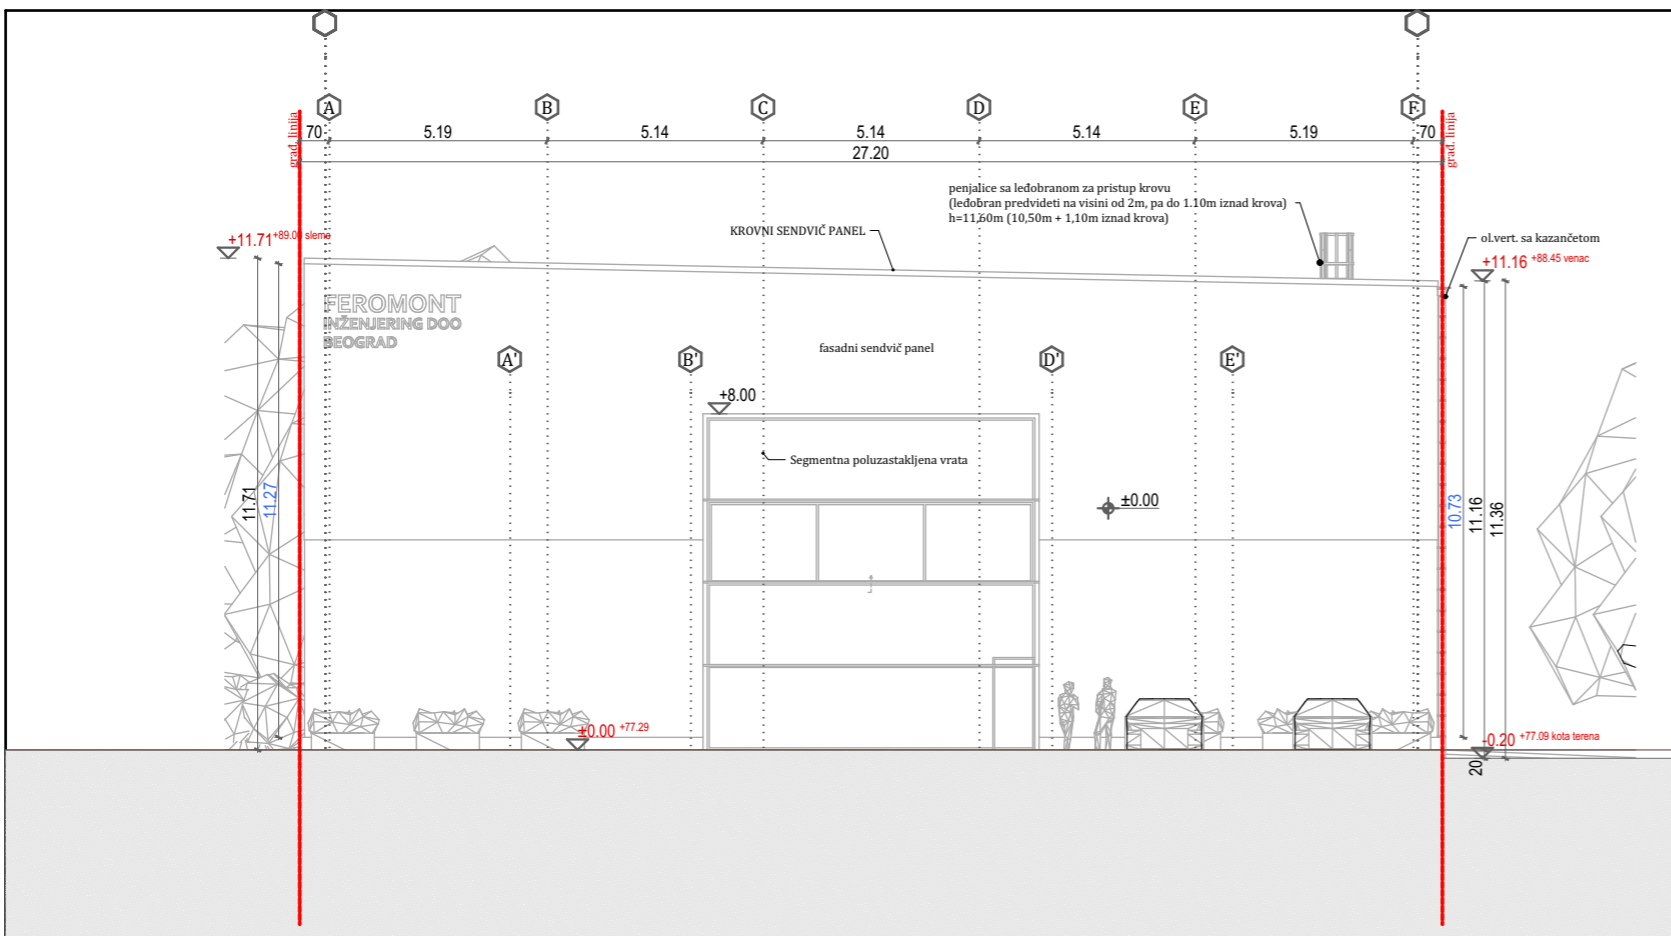 A B C D E F
građ. linija
70 5.19 5.14 5.14 5.14 5.19 70
građ. linija
27.20
penjalice sa leđobranom za pristup krovu
(leđobran predvideti na visini od 2m, pa do 1.10m iznad krova)
h=11,60m (10,50m + 1,10m iznad krova)
KROVNI SENDVIČ PANEL
+11.71 +89.00 sleme
ol.vert. sa kazančetom
+11.16 +88.45 venac
FEROMONT
INŽENJERING DOO
BEOGRAD
fasadni sendvič panel
A' B' D' E'
+8.00
Segmentna poluzastakljena vrata
±0.00
11.71
11.27
10.73
11.16
11.36
±0.00 +77.29
-0.20 +77.09 kota terena
20